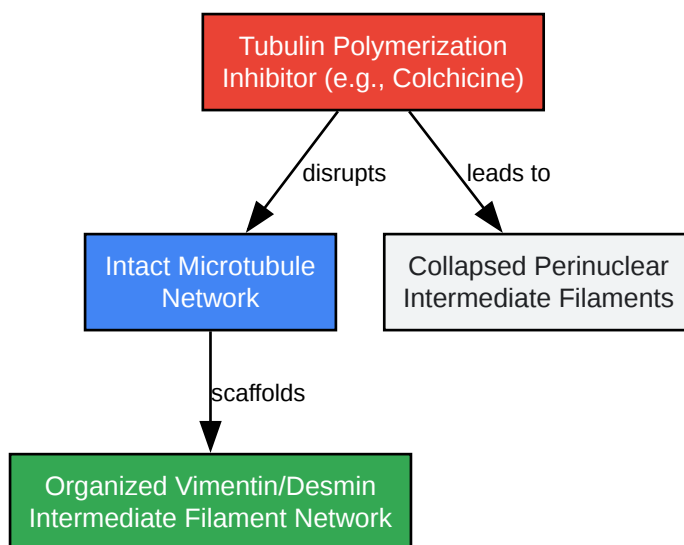 Tubulin Polymerization
Inhibitor (e.g., Colchicine)
disrupts
leads to
Intact Microtubule
Network
Collapsed Perinuclear
Intermediate Filaments
scaffolds
Organized Vimentin/Desmin
Intermediate Filament Network